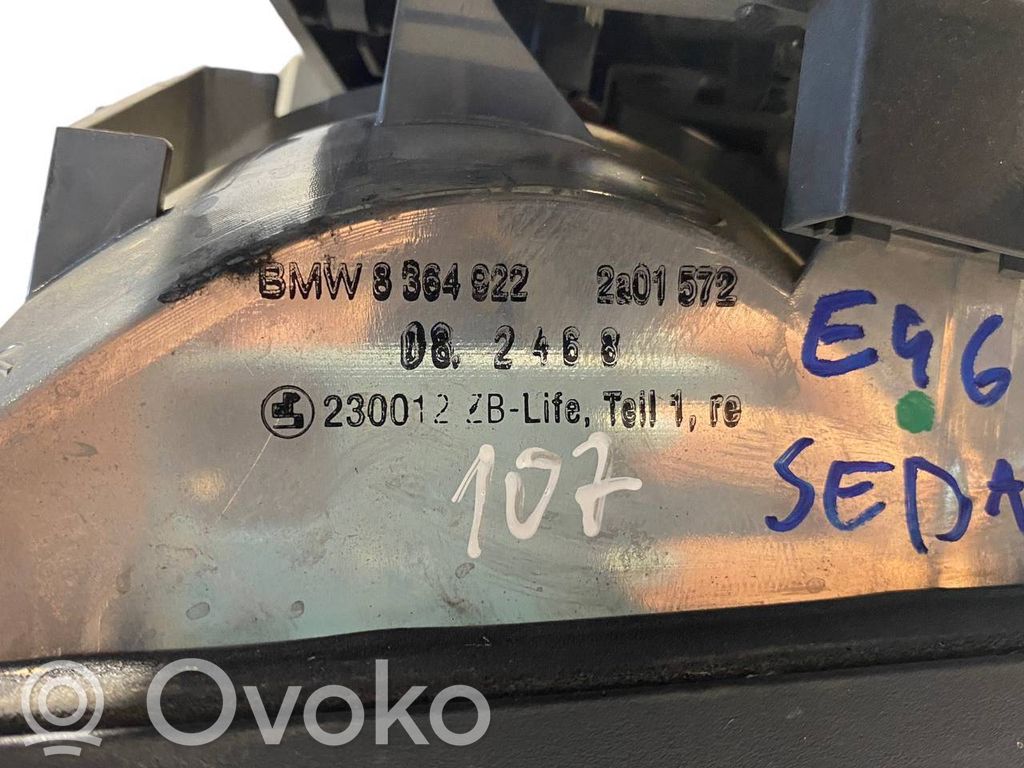 BMW 8 364 922 2a01 572
08. 2 4 6 8
230012 ZB-Life, Teil 1, re
107
E46
SEDA
Ovoko